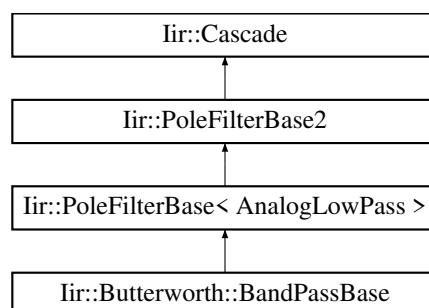 Iir::Cascade
Iir::PoleFilterBase2
Iir::PoleFilterBase< AnalogLowPass >
Iir::Butterworth::BandPassBase